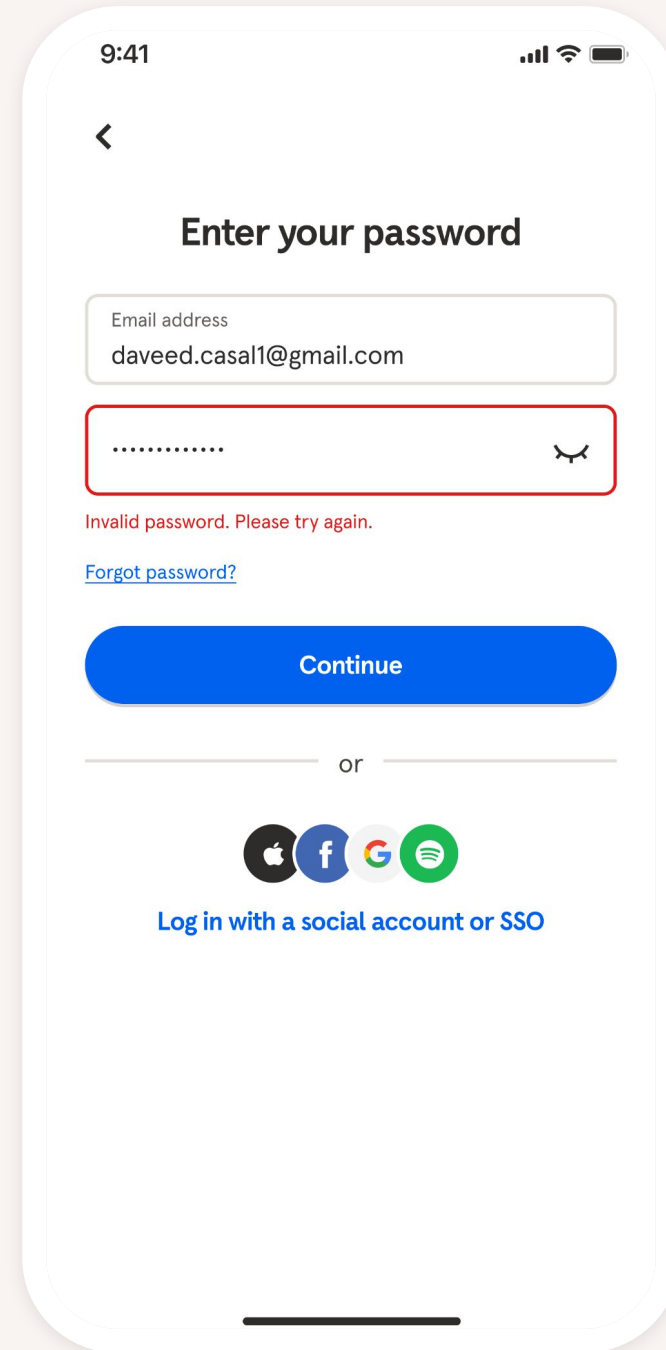 9:41
Enter your password
Email address
daveed.casal1@gmail.com
•••••••••••••
Invalid password. Please try again.
Forgot password?
Continue
or
Log in with a social account or SSO